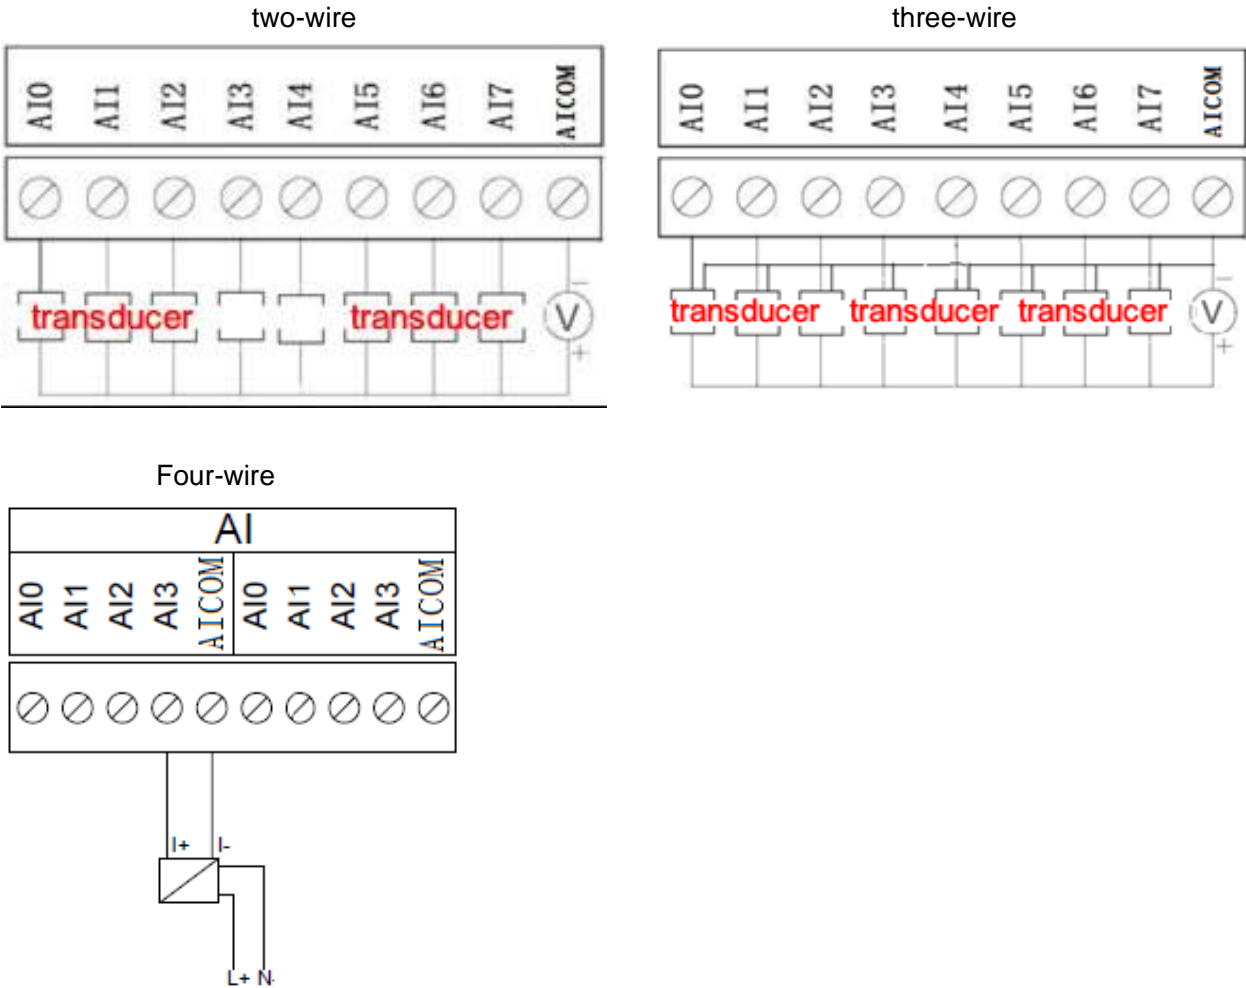 two-wire
AI0 AI1 AI2 AI3 AI4 AI5 AI6 AI7 AICOM
transducer transducer V
−
+
three-wire
AI0 AI1 AI2 AI3 AI4 AI5 AI6 AI7 AICOM
transducer transducer transducer V
−
+
Four-wire
AI
AI0 AI1 AI2 AI3 AICOM AI0 AI1 AI2 AI3 AICOM
I+ I-
L+ N